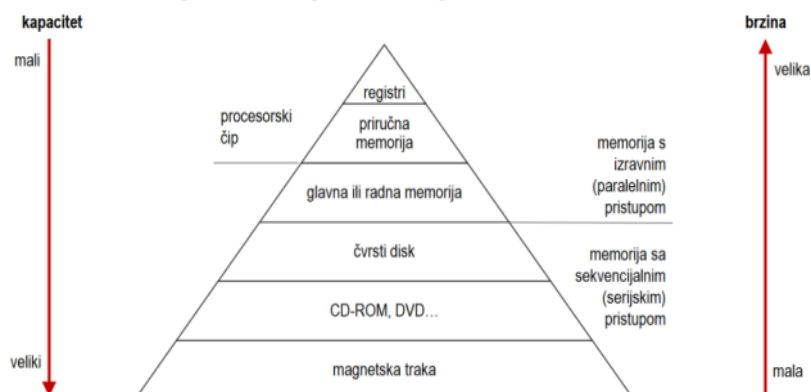 kapacitet
brzina
mali
velika
registri
procesorski
čip
priručna
memorija
memorija s
izravnim
(paralelnim)
pristupom
glavna ili radna memorija
čvrsti disk
memorija sa
sekvencijalnim
(serijskim)
pristupom
CD-ROM, DVD...
veliki
magnetska traka
mala